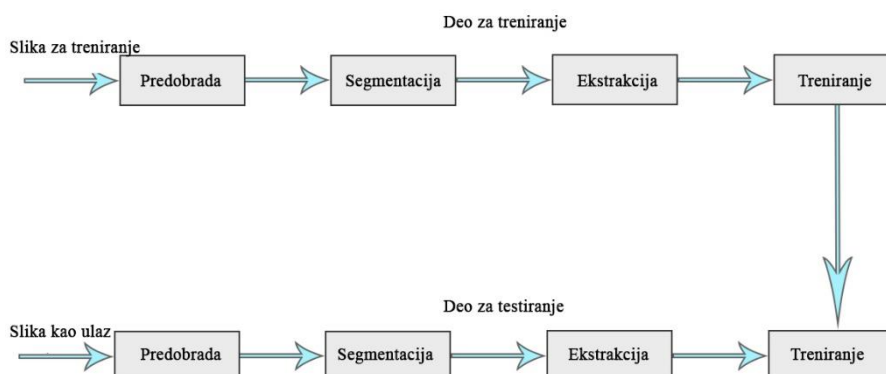 Deo za treniranje
Slika za treniranje
Predobrada
Segmentacija
Ekstrakcija
Treniranje
Deo za testiranje
Slika kao ulaz
Predobrada
Segmentacija
Ekstrakcija
Treniranje